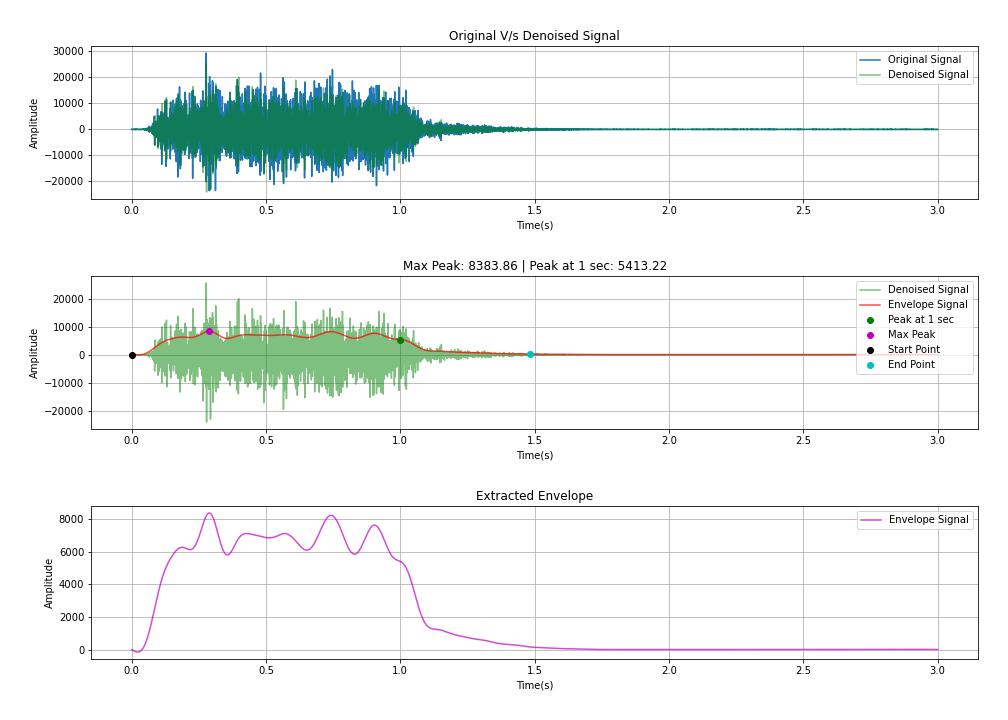 Original V/s Denoised Signal
30000
20000
10000
0
−10000
−20000
Amplitude
Original Signal
Denoised Signal
0.0 0.5 1.0 1.5 2.0 2.5 3.0
Time(s)
Max Peak: 8383.86 | Peak at 1 sec: 5413.22
20000
10000
0
−10000
−20000
Amplitude
Denoised Signal
Envelope Signal
Peak at 1 sec
Max Peak
Start Point
End Point
0.0 0.5 1.0 1.5 2.0 2.5 3.0
Time(s)
Extracted Envelope
8000
6000
4000
2000
0
Amplitude
Envelope Signal
0.0 0.5 1.0 1.5 2.0 2.5 3.0
Time(s)